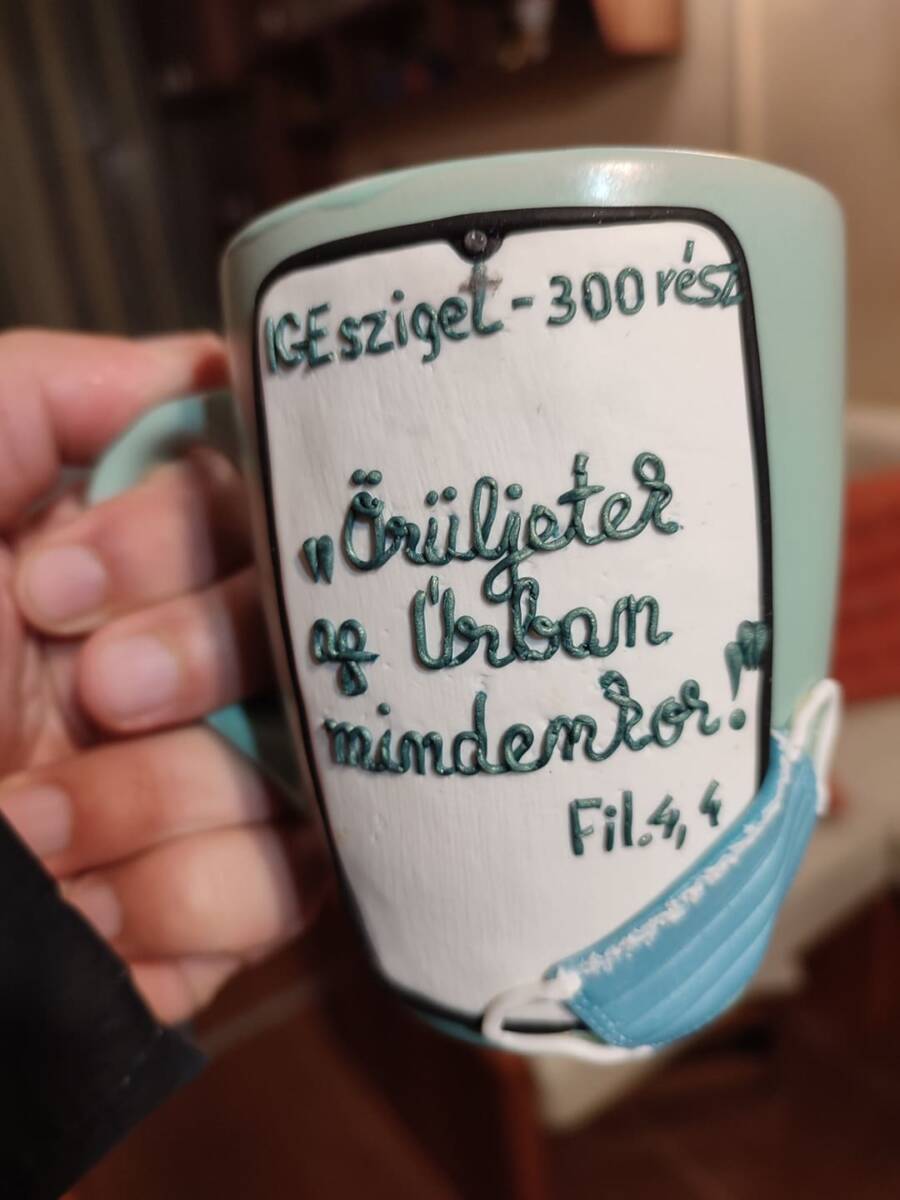 IGEsziget - 300 rész
„Örüljetek
az Úrban
mindenkor!”
Fil. 4, 4